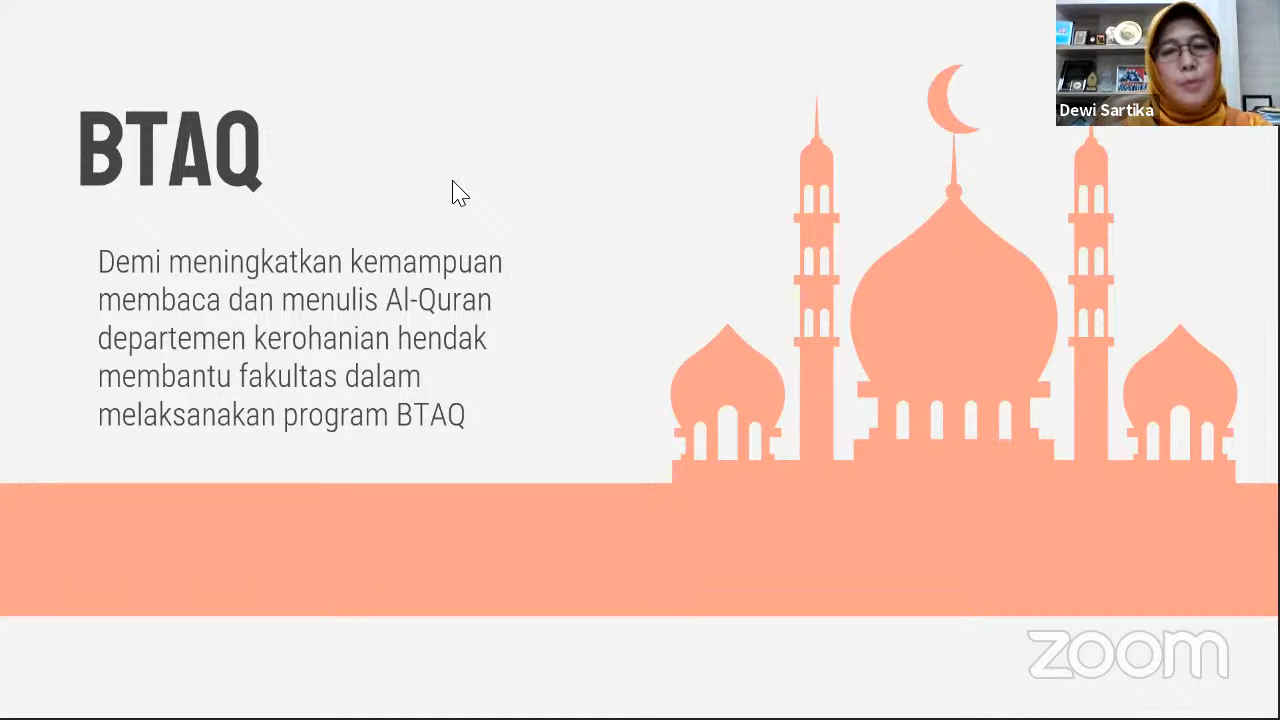 BTAQ
Demi meningkatkan kemampuan
membaca dan menulis Al-Quran
departemen kerohanian hendak
membantu fakultas dalam
melaksanakan program BTAQ
Dewi Sartika
zoom